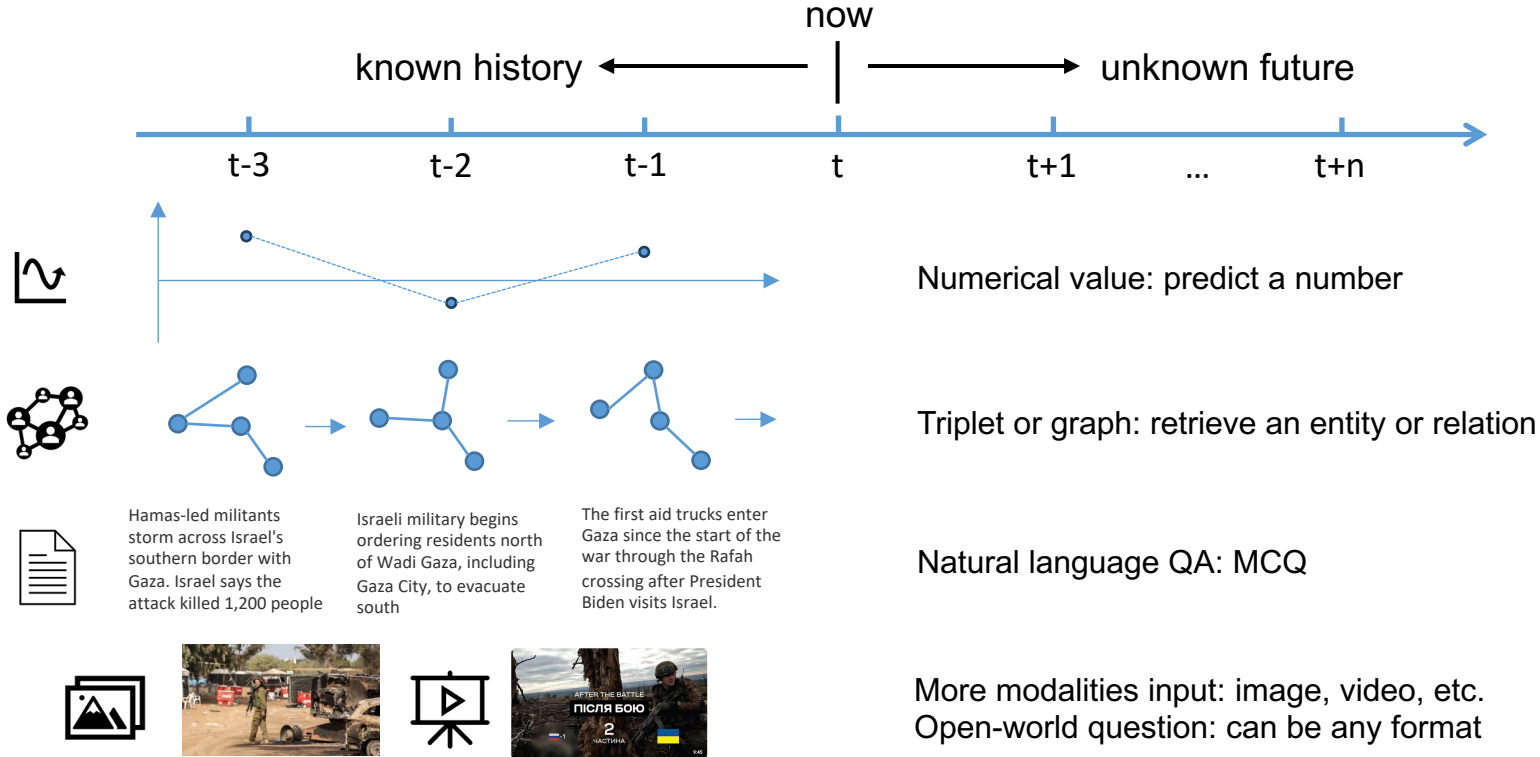 now
known history
unknown future
t-3
t-2
t-1
t
t+1
...
t+n
Numerical value: predict a number
Triplet or graph: retrieve an entity or relation
Hamas-led militants
storm across Israel's
southern border with
Gaza. Israel says the
attack killed 1,200 people
Israeli military begins
ordering residents north
of Wadi Gaza, including
Gaza City, to evacuate
south
The first aid trucks enter
Gaza since the start of the
war through the Rafah
crossing after President
Biden visits Israel.
Natural language QA: MCQ
AFTER THE BATTLE
ПІСЛЯ БОЮ
-1
2
ЧАСТИНА
9:45
More modalities input: image, video, etc.
Open-world question: can be any format